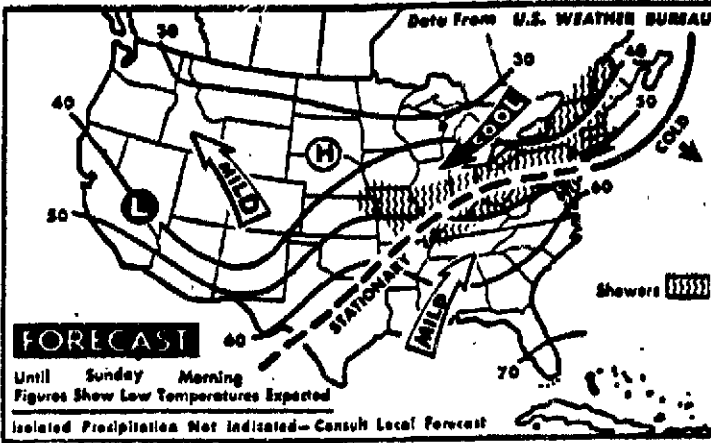 Data From U.S. WEATHER BUREAU
30
30
40
40
50
COOL
COLD
H
MILD
L
50
60
STATIONARY
MILD
Showers
FORECAST
60
70
Until Sunday Morning
Figures Show Low Temperatures Expected
Isolated Precipitation Not Indicated—Consult Local Forecast